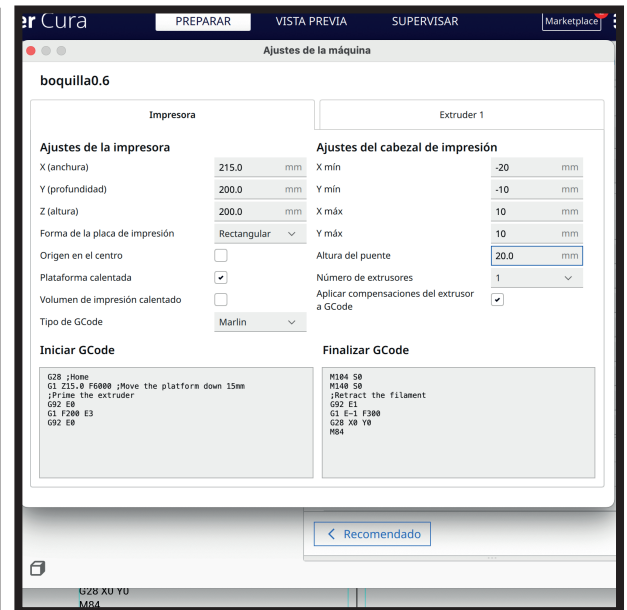 er Cura
PREPARAR
VISTA PREVIA
SUPERVISAR
Marketplace
Ajustes de la máquina
boquilla0.6
Impresora
Extruder 1
Ajustes de la impresora
X (anchura) 215.0 mm
Y (profundidad) 200.0 mm
Z (altura) 200.0 mm
Forma de la placa de impresión Rectangular
Origen en el centro
Plataforma calentada
Volumen de impresión calentado
Tipo de GCode Marlin
Ajustes del cabezal de impresión
X mín -20 mm
Y mín -10 mm
X máx 10 mm
Y máx 10 mm
Altura del puente 20.0 mm
Número de extrusores 1
Aplicar compensaciones del extrusor
a GCode
Iniciar GCode
G28 ;Home
G1 Z15.0 F6000 ;Move the platform down 15mm
;Prime the extruder
G92 E0
G1 F200 E3
G92 E0
Finalizar GCode
M104 S0
M140 S0
;Retract the filament
G92 E1
G1 E-1 F300
G28 X0 Y0
M84
Recomendado
G28 X0 Y0
M84